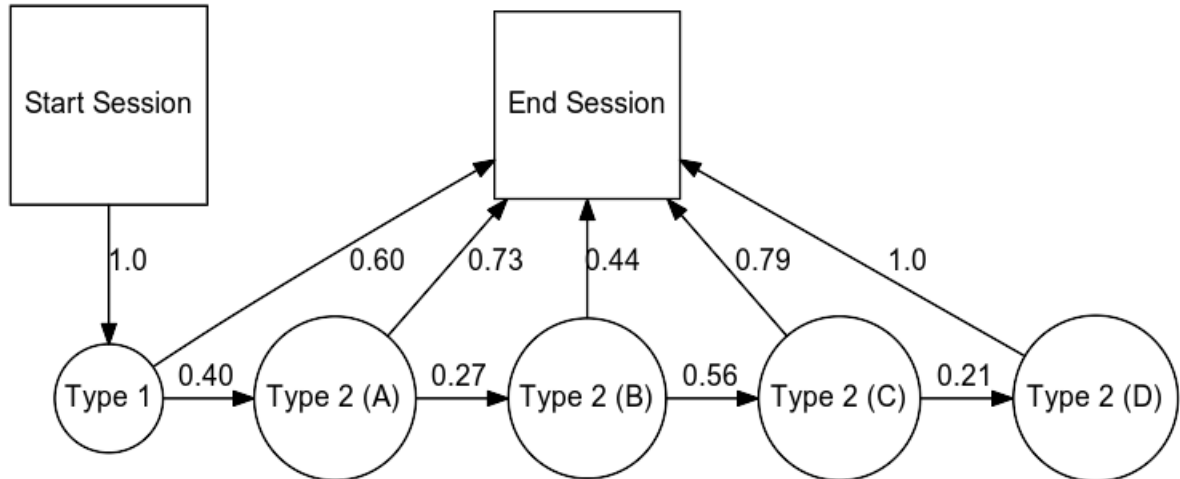 Start Session
End Session
1.0
0.60
0.73
0.44
0.79
1.0
Type 1
0.40
Type 2 (A)
0.27
Type 2 (B)
0.56
Type 2 (C)
0.21
Type 2 (D)